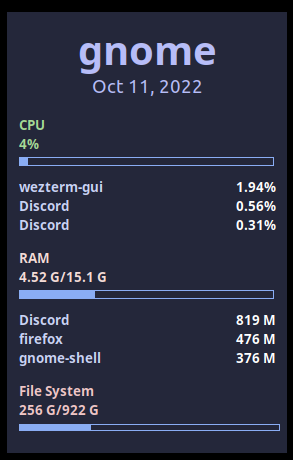 gnome
Oct 11, 2022
CPU
4%
wezterm-gui 1.94%
Discord 0.56%
Discord 0.31%
RAM
4.52 G/15.1 G
Discord 819 M
firefox 476 M
gnome-shell 376 M
File System
256 G/922 G